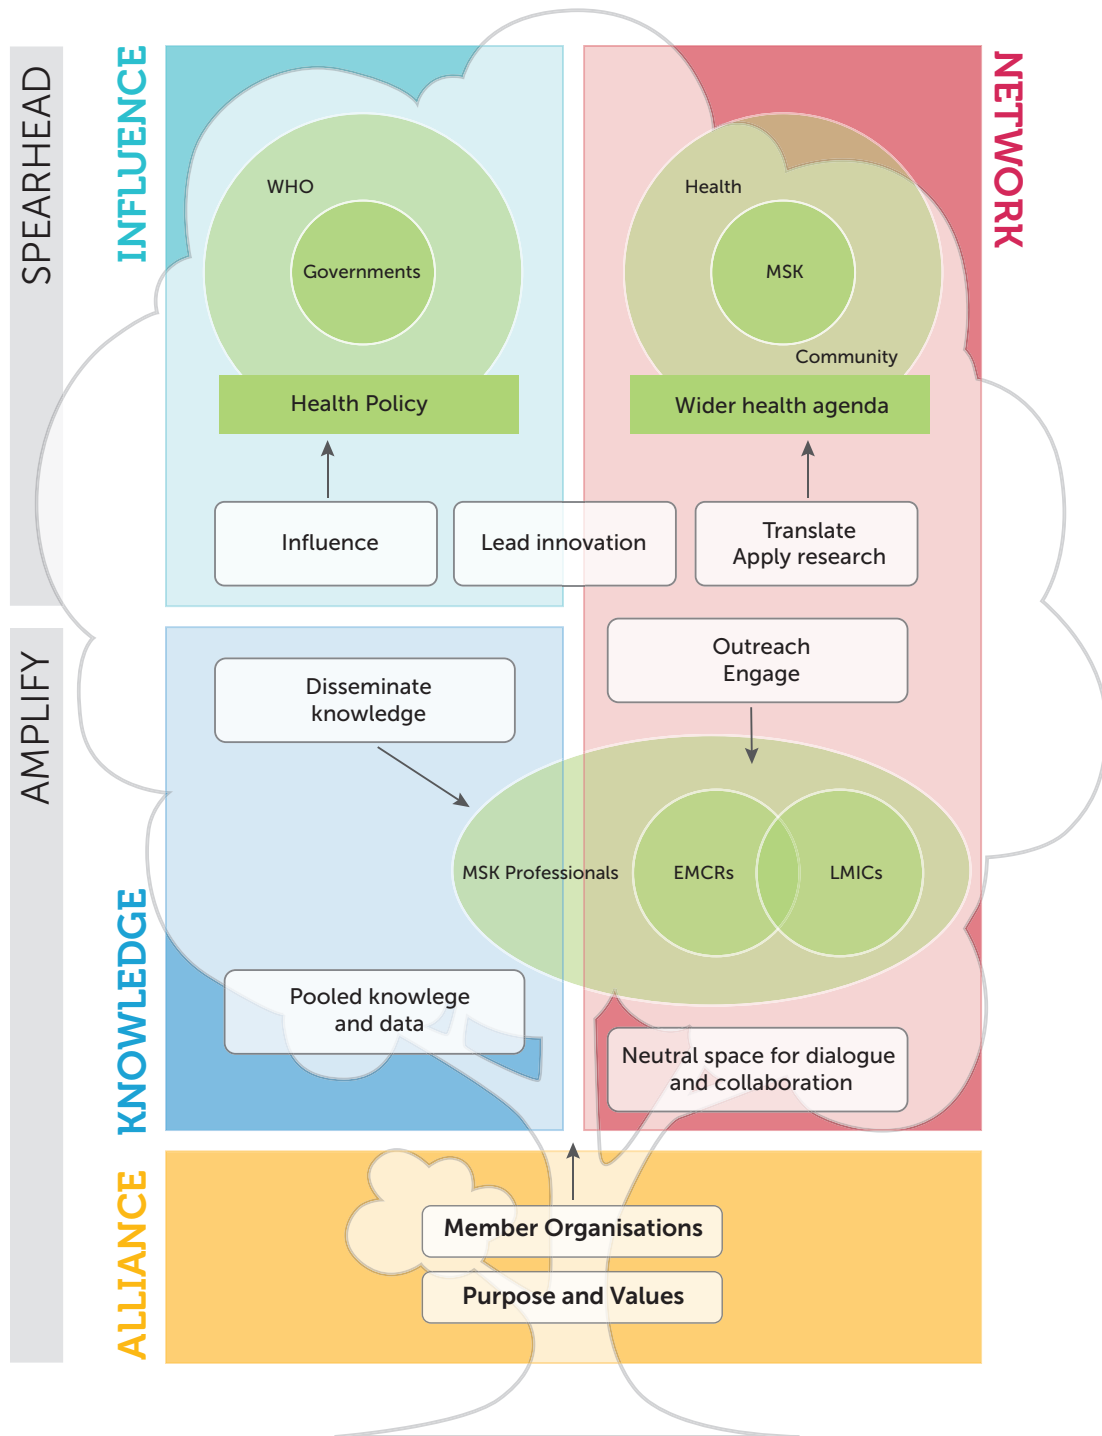 SPEARHEAD
INFLUENCE
NETWORK
WHO
Governments
Health Policy
Health
MSK
Community
Wider health agenda
Influence
Lead innovation
Translate
Apply research
AMPLIFY
KNOWLEDGE
Disseminate
knowledge
Outreach
Engage
MSK Professionals
EMCRs
LMICs
Pooled knowlege
and data
Neutral space for dialogue
and collaboration
ALLIANCE
Member Organisations
Purpose and Values